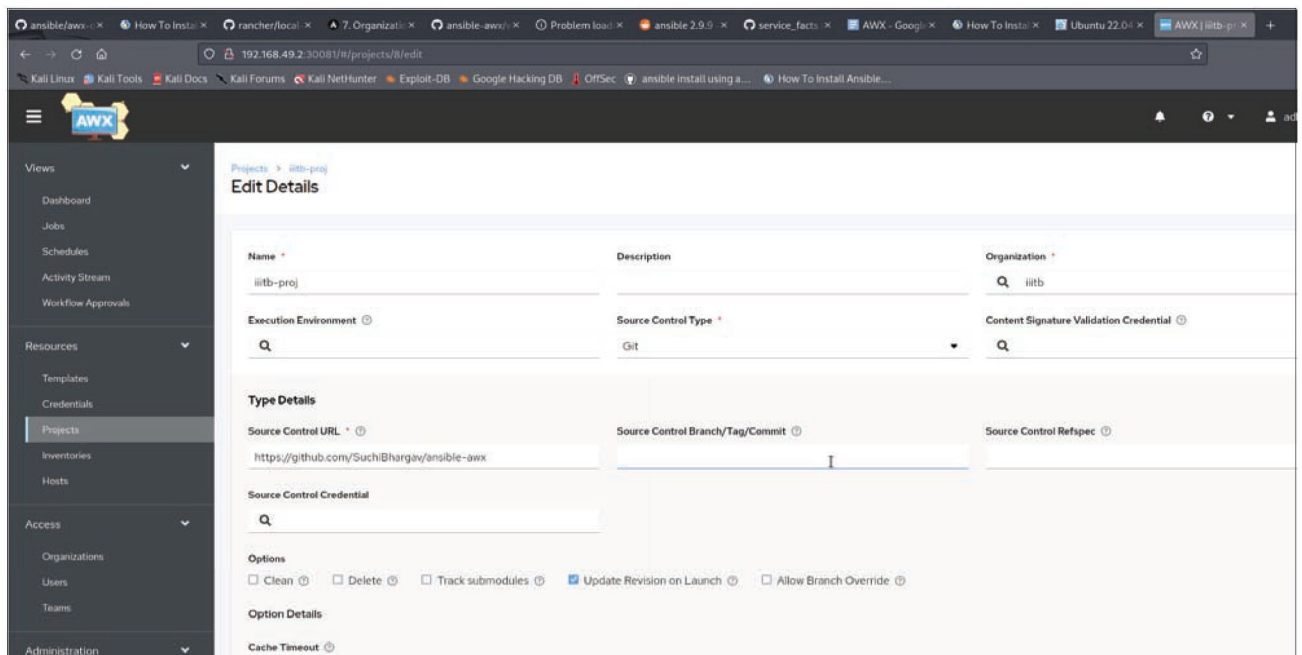 ansible/awx-
How To Instal
rancher/local-
7. Organizatio
ansible-awx/
Problem load
ansible 2.9.9
service_facts
AWX - Google
How To Instal
Ubuntu 22.04
AWX | iiitb-pr
192.168.49.2:30081/#/projects/8/edit
Kali Linux Kali Tools Kali Docs Kali Forums Kali NetHunter Exploit-DB Google Hacking DB OffSec ansible install using a... How To Install Ansible...
AWX
Views
Dashboard
Jobs
Schedules
Activity Stream
Workflow Approvals
Resources
Templates
Credentials
Projects
Inventories
Hosts
Access
Organizations
Users
Teams
Administration
Projects > iiitb-proj
Edit Details
Name * Description Organization *
iiitb-proj iiitb
Execution Environment Source Control Type * Content Signature Validation Credential
Git
Type Details
Source Control URL * Source Control Branch/Tag/Commit Source Control Refspec
https://github.com/SuchiBhargav/ansible-awx
Source Control Credential
Options
Clean Delete Track submodules Update Revision on Launch Allow Branch Override
Option Details
Cache Timeout